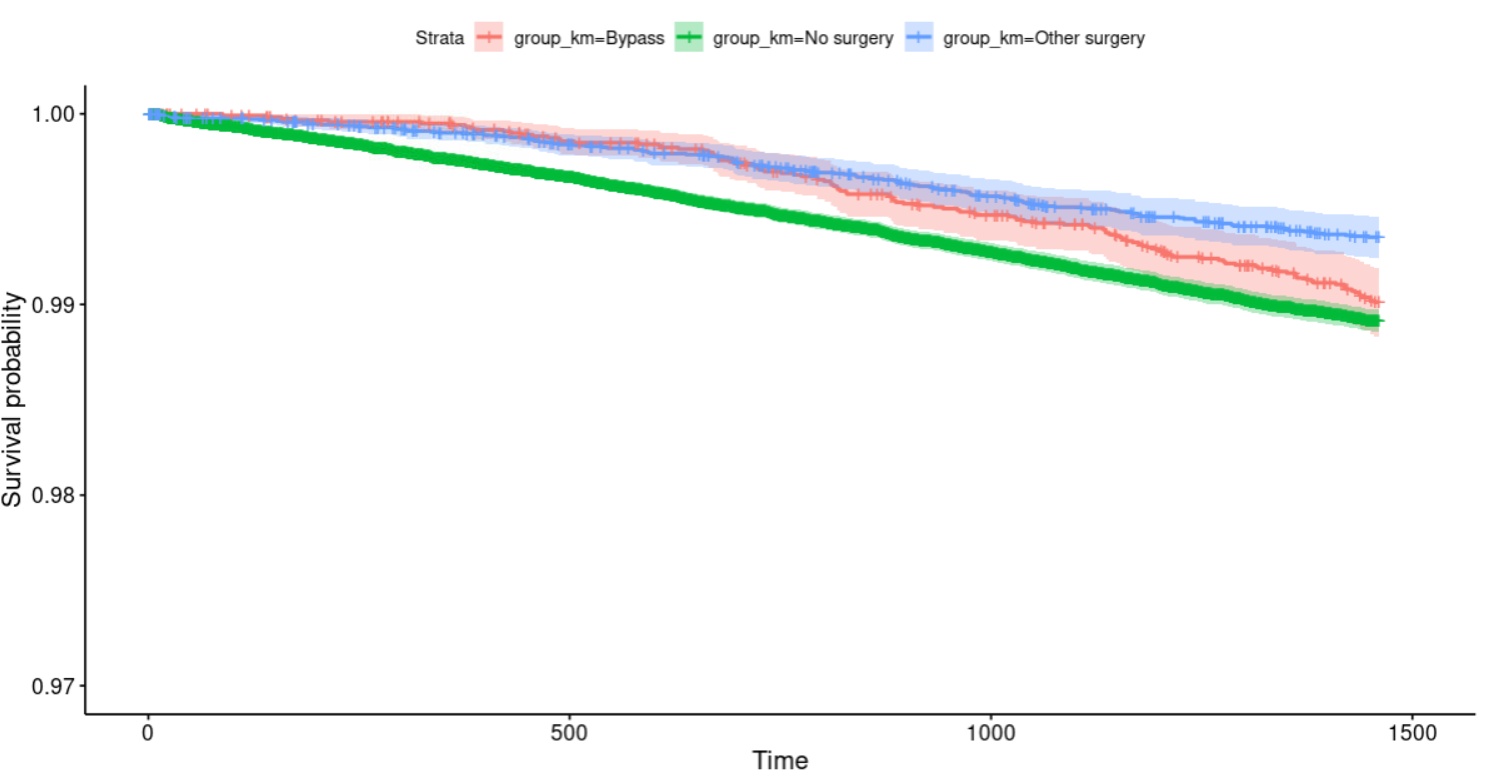 Strata group_km=Bypass group_km=No surgery group_km=Other surgery
1.00
0.99
0.98
0.97
Survival probability
0 500 1000 1500
Time